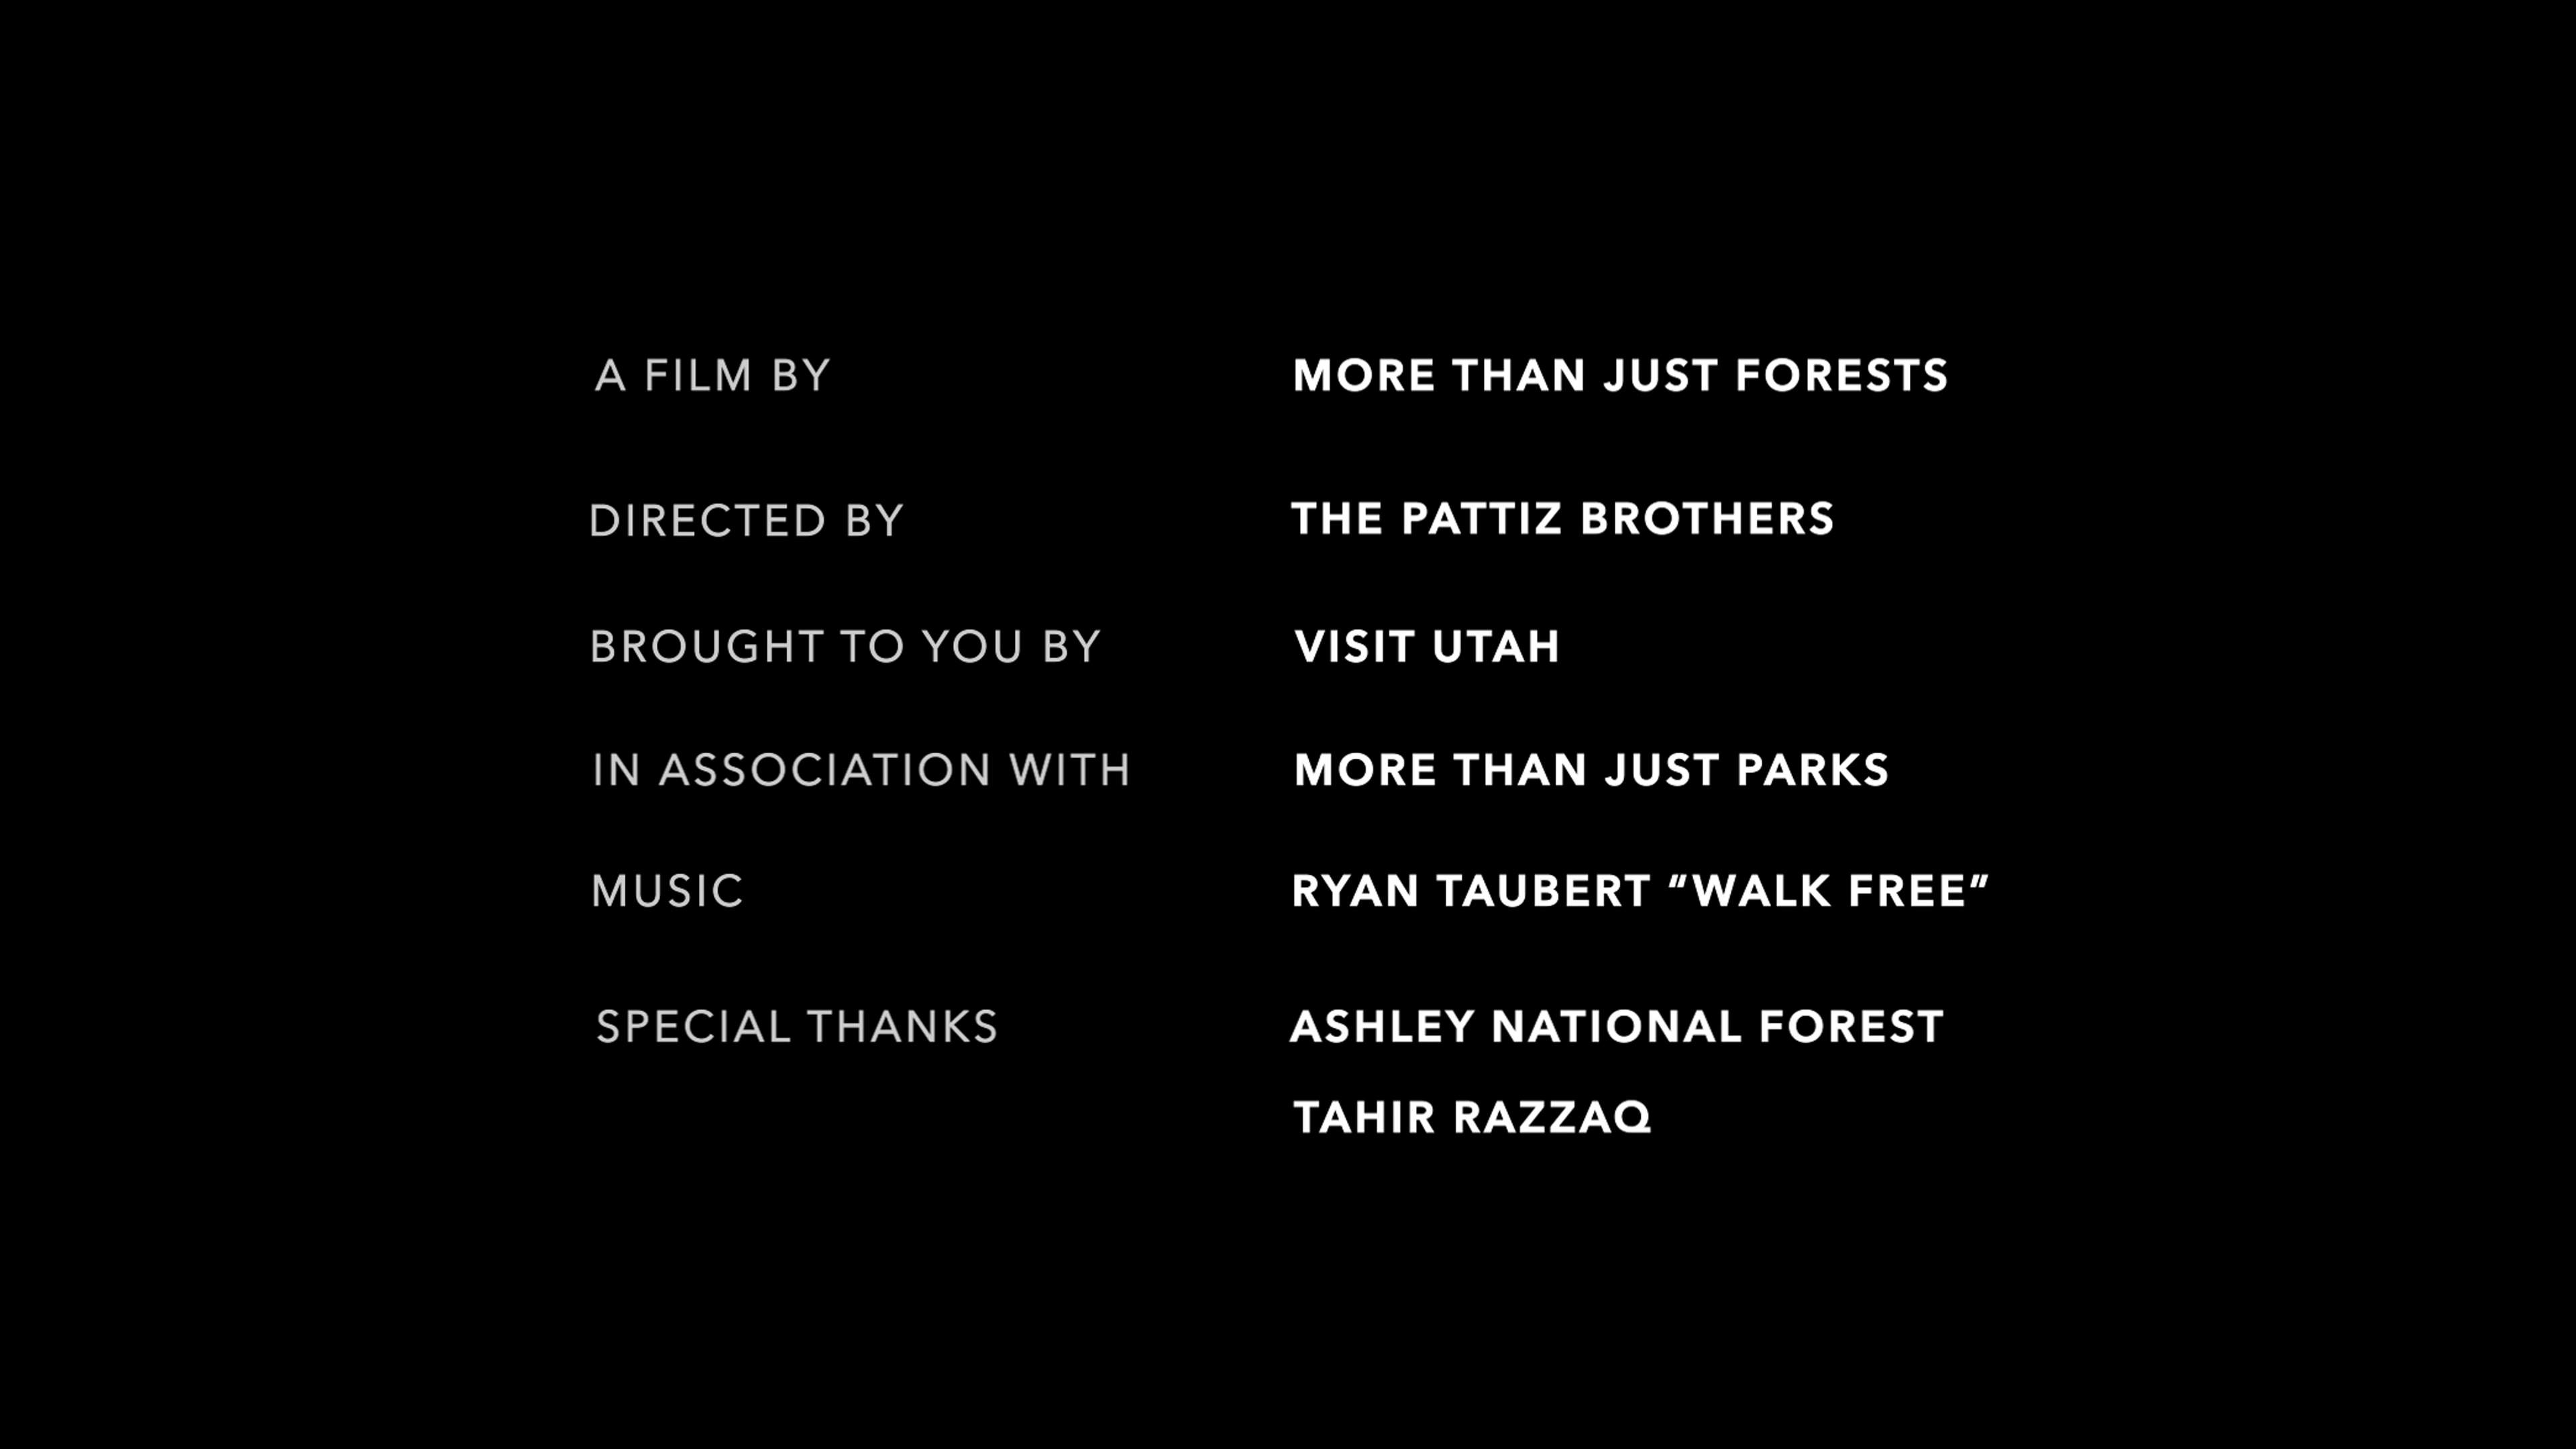 A FILM BY MORE THAN JUST FORESTS
DIRECTED BY THE PATTIZ BROTHERS
BROUGHT TO YOU BY VISIT UTAH
IN ASSOCIATION WITH MORE THAN JUST PARKS
MUSIC RYAN TAUBERT “WALK FREE”
SPECIAL THANKS ASHLEY NATIONAL FOREST
TAHIR RAZZAQ